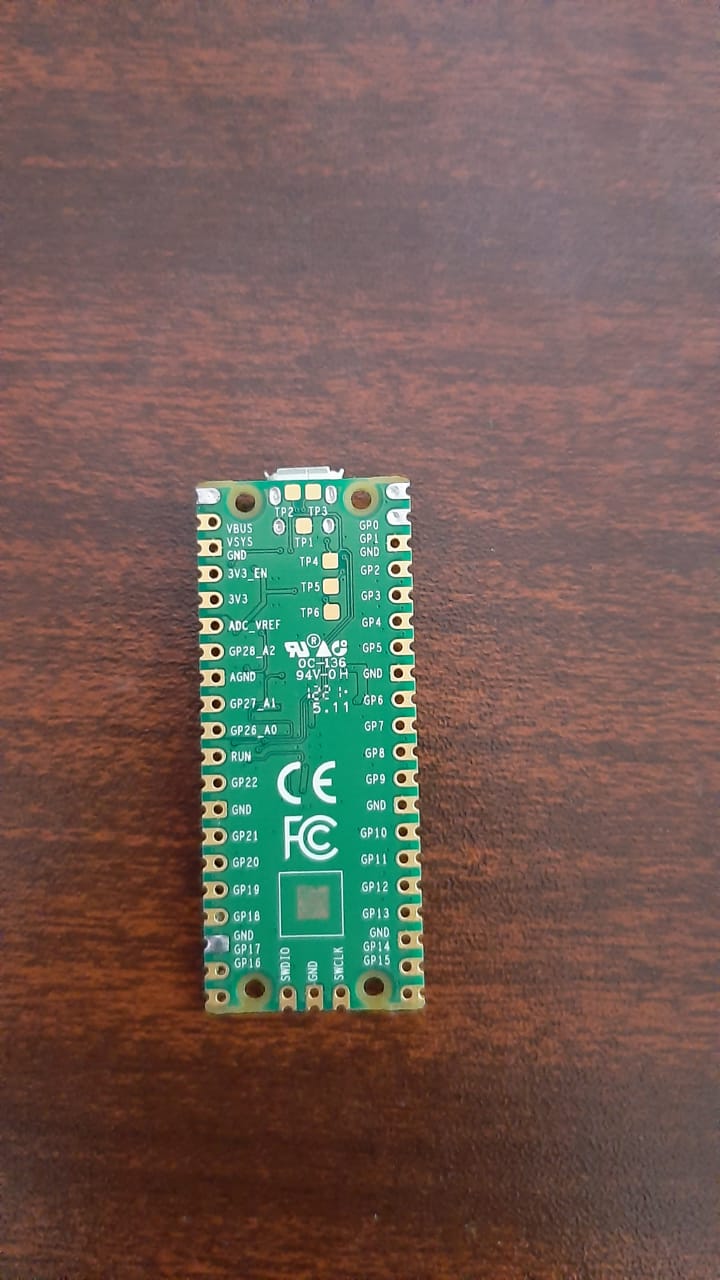 TP2 TP3
VBUS TP1 GP0
VSYS GP1
GND GND
TP4
3V3_EN GP2
TP5
3V3 GP3
TP6
ADC_VREF GP4
GP28_A2 GP5
OC-136
AGND 94V-0H GND
GP27_A1 GP6
5.11
GP26_A0 GP7
RUN GP8
GP22 CE GP9
GND GND
GP21 FC GP10
GP20 GP11
GP19 GP12
GP18 GP13
GND GND
GP17 GP14
GP16 GP15
SWDIO GND SWCLK